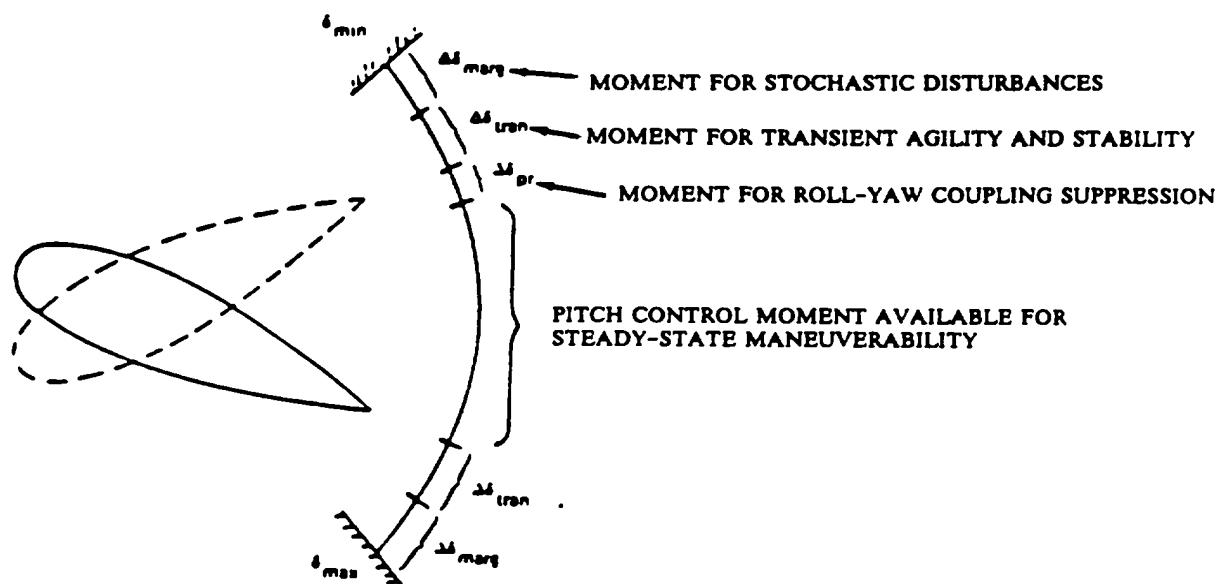 δmin
Δδmarg
MOMENT FOR STOCHASTIC DISTURBANCES
Δδtran
MOMENT FOR TRANSIENT AGILITY AND STABILITY
Δδpr
MOMENT FOR ROLL-YAW COUPLING SUPPRESSION
PITCH CONTROL MOMENT AVAILABLE FOR
STEADY-STATE MANEUVERABILITY
Δδtran
Δδmarg
δmax